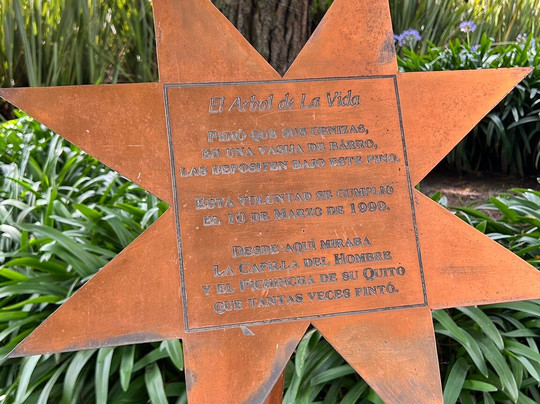 El Arbol de La Vida
PIDIÓ QUE SUS CENIZAS,
EN UNA VASIJA DE BARRO,
LAS DEPOSITEN BAJO ESTE PINO.
ESTA VOLUNTAD SE CUMPLIÓ
EL 10 DE MARZO DE 1999.
DESDE AQUÍ MIRABA
LA CAPILLA DEL HOMBRE
Y EL PICHINCHA DE SU QUITO
QUE TANTAS VECES PINTÓ.